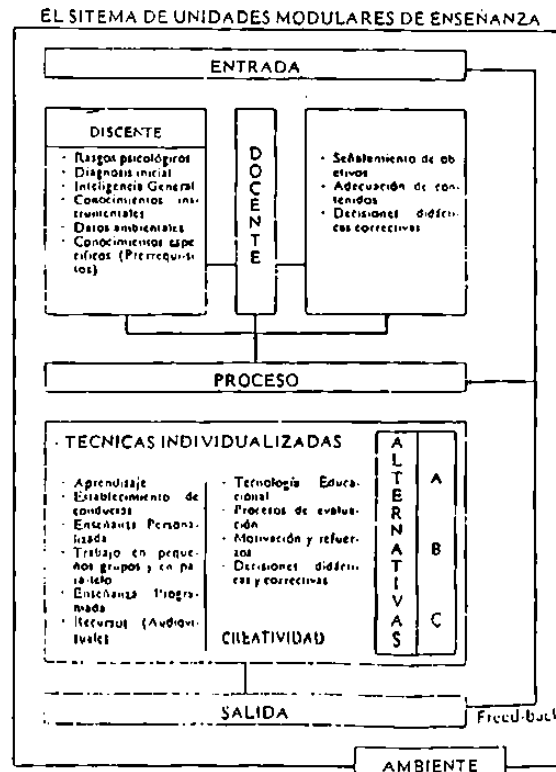 EL SITEMA DE UNIDADES MODULARES DE ENSEÑANZA
ENTRADA
DISCENTE
· Rasgos psicológicos
· Diagnosis inicial
· Inteligencia General
· Conocimientos ins-
trumentales
· Datos ambientales
· Conocimientos espe-
cíficos (Prerrequisi-
tos)
DOCENTE
· Señalamiento de ob-
jetivos
· Adecuación de con-
tenidos
· Decisiones didácti-
cas correctivas
PROCESO
· TECNICAS INDIVIDUALIZADAS
· Aprendizaje
· Establecimiento de
conductas
· Enseñanza Persona-
lizada
· Trabajo en peque-
ños grupos y en pa-
ralelo
· Enseñanza Progra-
mada
· Recursos (Audiovi-
suales)
· Tecnología Educa-
cional
· Procesos de evalua-
ción
· Motivación y refuer-
zos
· Decisiones didácti-
cas y correctivas
CREATIVIDAD
ALTERNATIVAS
A
B
C
SALIDA
Freed-back
AMBIENTE